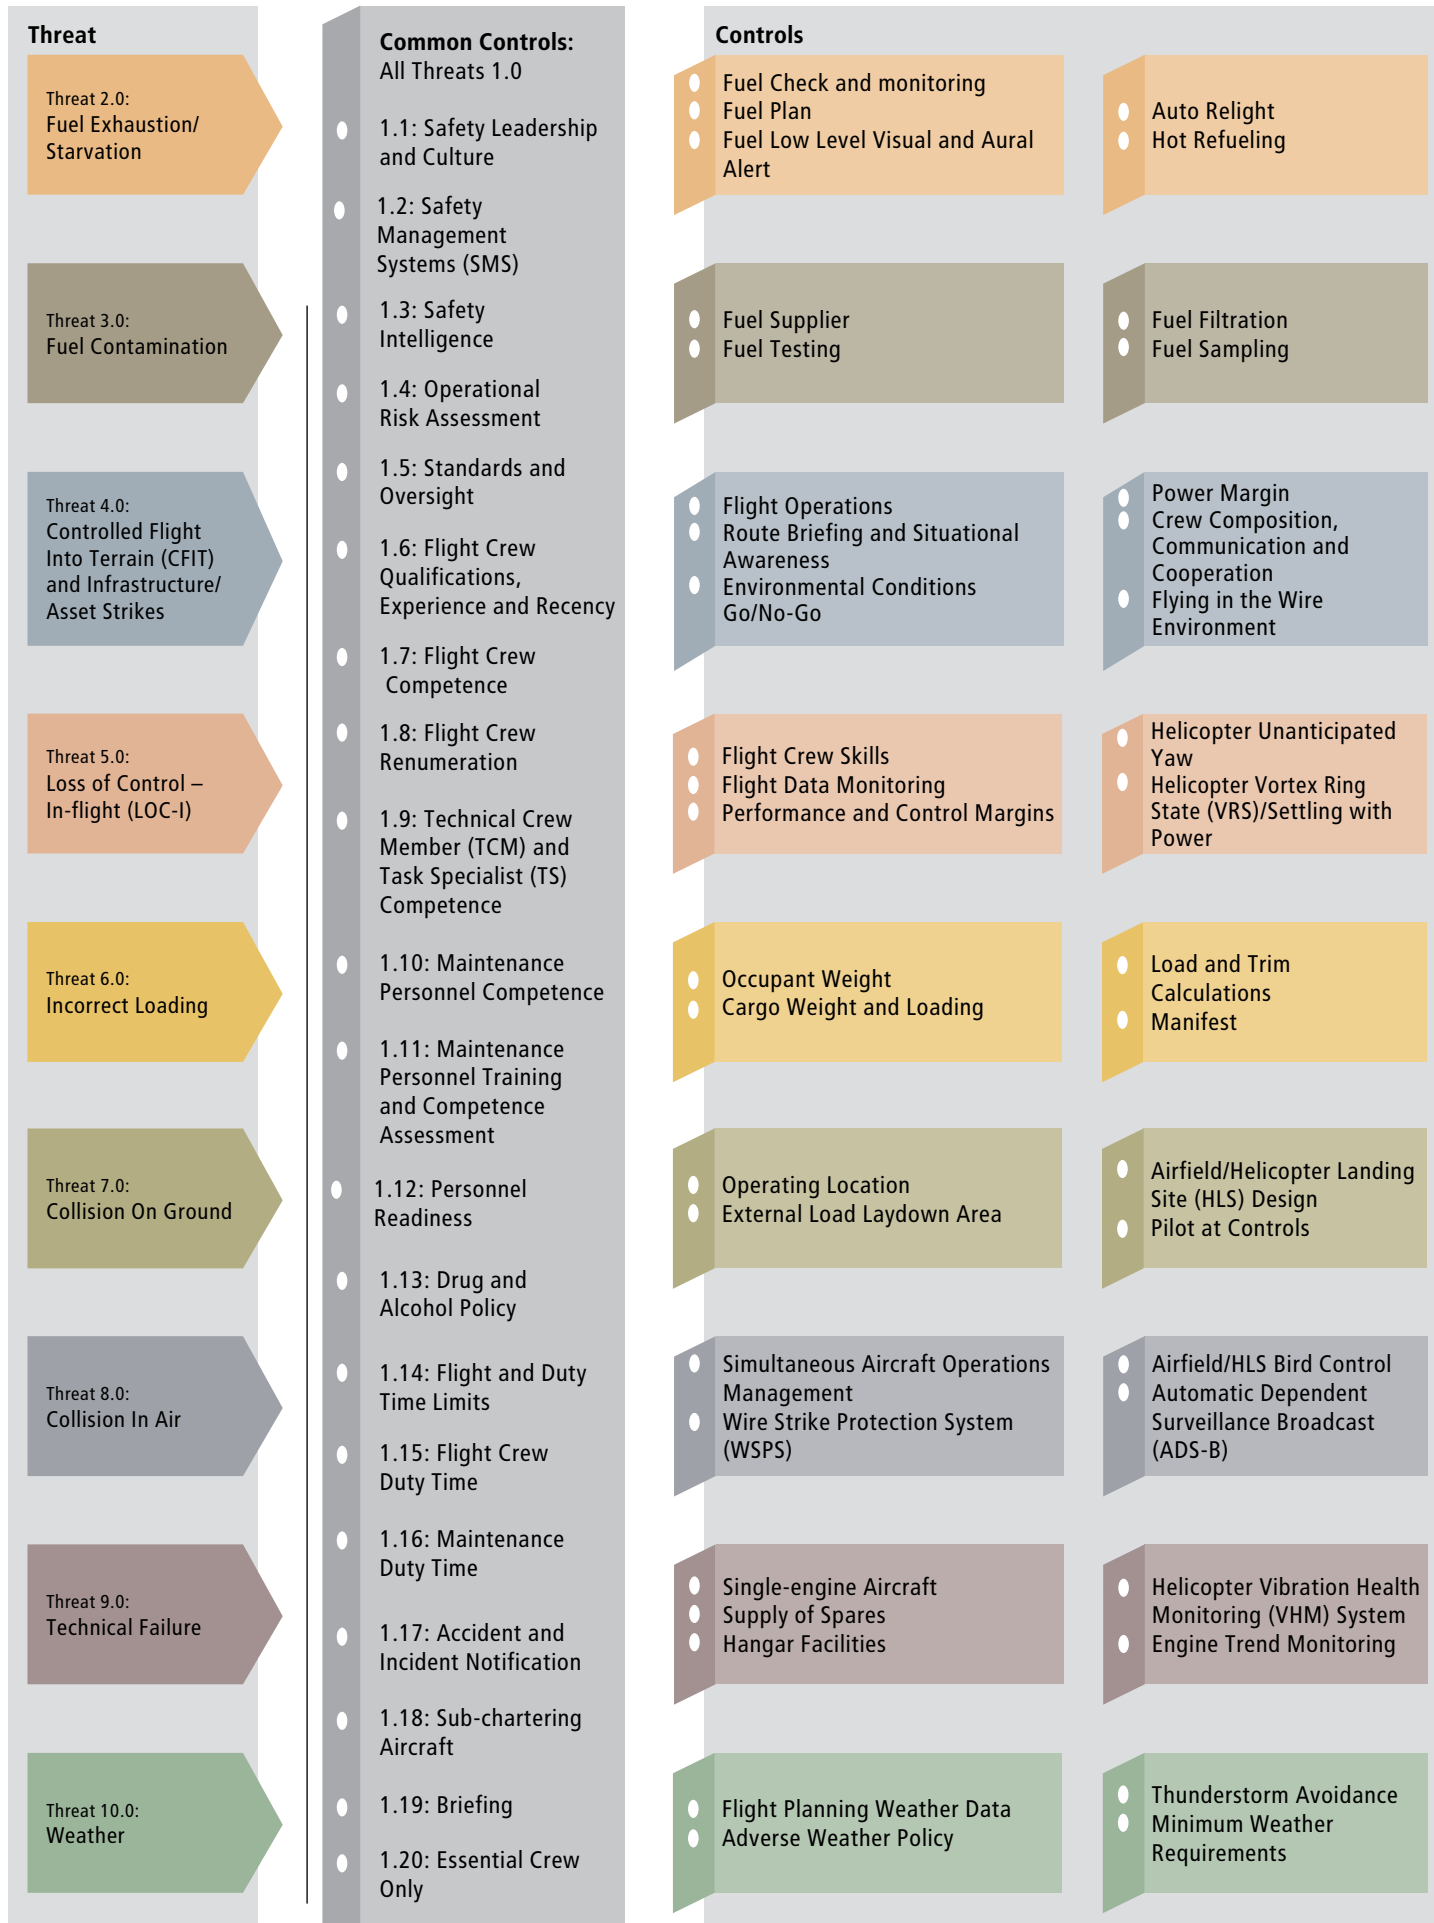 Threat
Threat 2.0:
Fuel Exhaustion/
Starvation
Threat 3.0:
Fuel Contamination
Threat 4.0:
Controlled Flight
Into Terrain (CFIT)
and Infrastructure/
Asset Strikes
Threat 5.0:
Loss of Control –
In-flight (LOC-I)
Threat 6.0:
Incorrect Loading
Threat 7.0:
Collision On Ground
Threat 8.0:
Collision In Air
Threat 9.0:
Technical Failure
Threat 10.0:
Weather
Common Controls:
All Threats 1.0
1.1: Safety Leadership
and Culture
1.2: Safety
Management
Systems (SMS)
1.3: Safety
Intelligence
1.4: Operational
Risk Assessment
1.5: Standards and
Oversight
1.6: Flight Crew
Qualifications,
Experience and Recency
1.7: Flight Crew
Competence
1.8: Flight Crew
Renumeration
1.9: Technical Crew
Member (TCM) and
Task Specialist (TS)
Competence
1.10: Maintenance
Personnel Competence
1.11: Maintenance
Personnel Training
and Competence
Assessment
1.12: Personnel
Readiness
1.13: Drug and
Alcohol Policy
1.14: Flight and Duty
Time Limits
1.15: Flight Crew
Duty Time
1.16: Maintenance
Duty Time
1.17: Accident and
Incident Notification
1.18: Sub-chartering
Aircraft
1.19: Briefing
1.20: Essential Crew
Only
Controls
Fuel Check and monitoring
Fuel Plan
Fuel Low Level Visual and Aural
Alert
Auto Relight
Hot Refueling
Fuel Supplier
Fuel Testing
Fuel Filtration
Fuel Sampling
Flight Operations
Route Briefing and Situational
Awareness
Environmental Conditions
Go/No-Go
Power Margin
Crew Composition,
Communication and
Cooperation
Flying in the Wire
Environment
Flight Crew Skills
Flight Data Monitoring
Performance and Control Margins
Helicopter Unanticipated
Yaw
Helicopter Vortex Ring
State (VRS)/Settling with
Power
Occupant Weight
Cargo Weight and Loading
Load and Trim
Calculations
Manifest
Operating Location
External Load Laydown Area
Airfield/Helicopter Landing
Site (HLS) Design
Pilot at Controls
Simultaneous Aircraft Operations
Management
Wire Strike Protection System
(WSPS)
Airfield/HLS Bird Control
Automatic Dependent
Surveillance Broadcast
(ADS-B)
Single-engine Aircraft
Supply of Spares
Hangar Facilities
Helicopter Vibration Health
Monitoring (VHM) System
Engine Trend Monitoring
Flight Planning Weather Data
Adverse Weather Policy
Thunderstorm Avoidance
Minimum Weather
Requirements